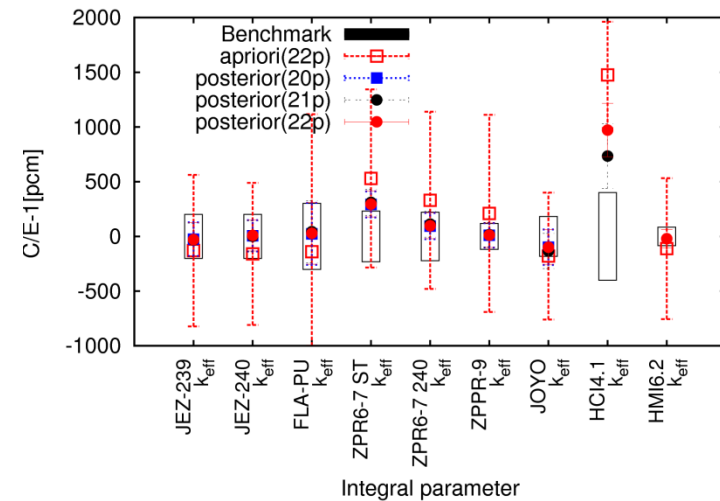 2000
1500
1000
500
0
-500
-1000
C/E-1[pcm]
Benchmark
apriori(22p)
posterior(20p)
posterior(21p)
posterior(22p)
JEZ-239
keff
JEZ-240
keff
FLA-PU
keff
ZPR6-7 ST
keff
ZPR6-7 240
keff
ZPPR-9
keff
JOYO
keff
HCI4.1
keff
HMI6.2
keff
Integral parameter